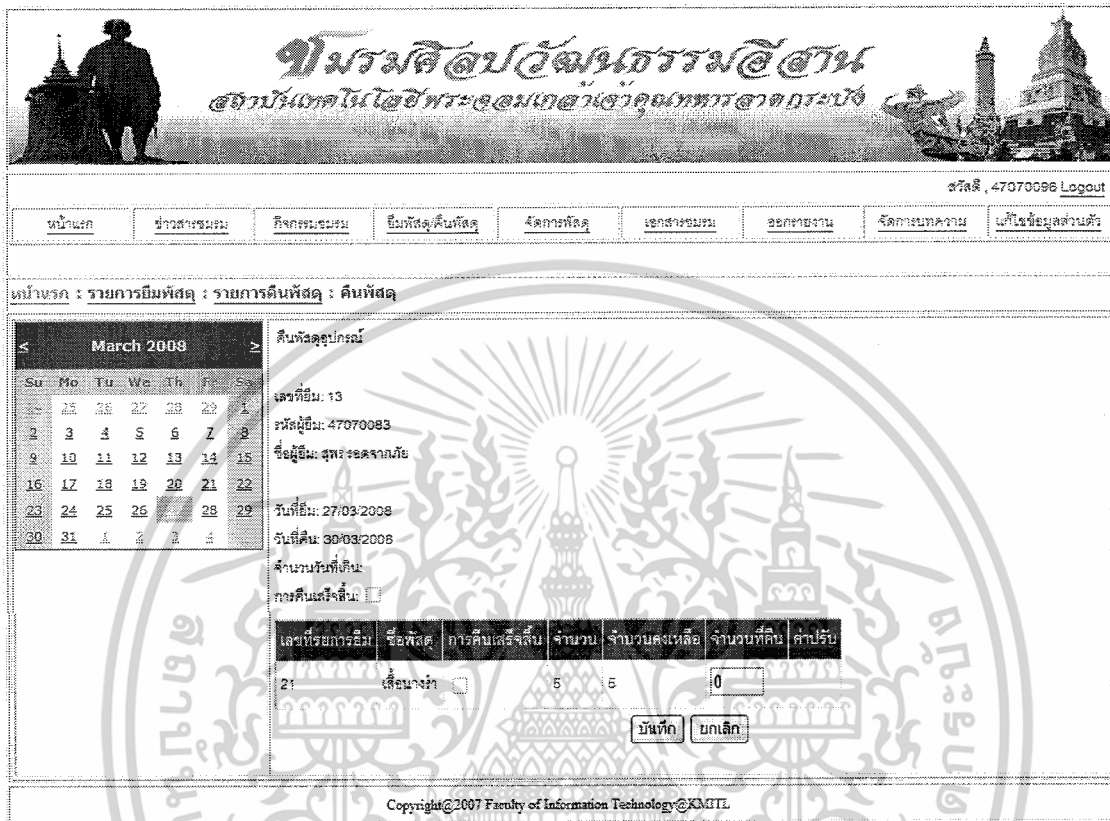 ชมรมศิลปวัฒนธรรมอีสาน
สถาบันเทคโนโลยีพระจอมเกล้าเจ้าคุณทหารลาดกระบัง
สวัสดี , 47070096 Logout
หน้าแรก ข่าวสารชมรม กิจกรรมชมรม ยืมพัสดุ/คืนพัสดุ จัดการพัสดุ เอกสารชมรม ออกรายงาน จัดการบทความ แก้ไขข้อมูลส่วนตัว
หน้าแรก : รายการยืมพัสดุ : รายการคืนพัสดุ : คืนพัสดุ
< March 2008 >
Su Mo Tu We Th Fr Sa
25 26 27 28 29 1
2 3 4 5 6 7 8
9 10 11 12 13 14 15
16 17 18 19 20 21 22
23 24 25 26 28 29
30 31 1 2 3 4
คืนพัสดุอุปกรณ์
เลขที่ยืม: 13
รหัสผู้ยืม: 47070083
ชื่อผู้ยืม: รอดจากภัย
วันที่ยืม: 27/03/2008
วันที่คืน: 30/03/2008
จำนวนวันที่เกิน:
การคืนเสร็จสิ้น:
เลขที่รายการยืม ชื่อพัสดุ การคืนเสร็จสิ้น จำนวน จำนวนคงเหลือ จำนวนที่คืน ค่าปรับ
21 เสื้อนางรำ 5 5 0
บันทึก ยกเลิก
Copyright@2007 Faculty of Information Technology@KMITL